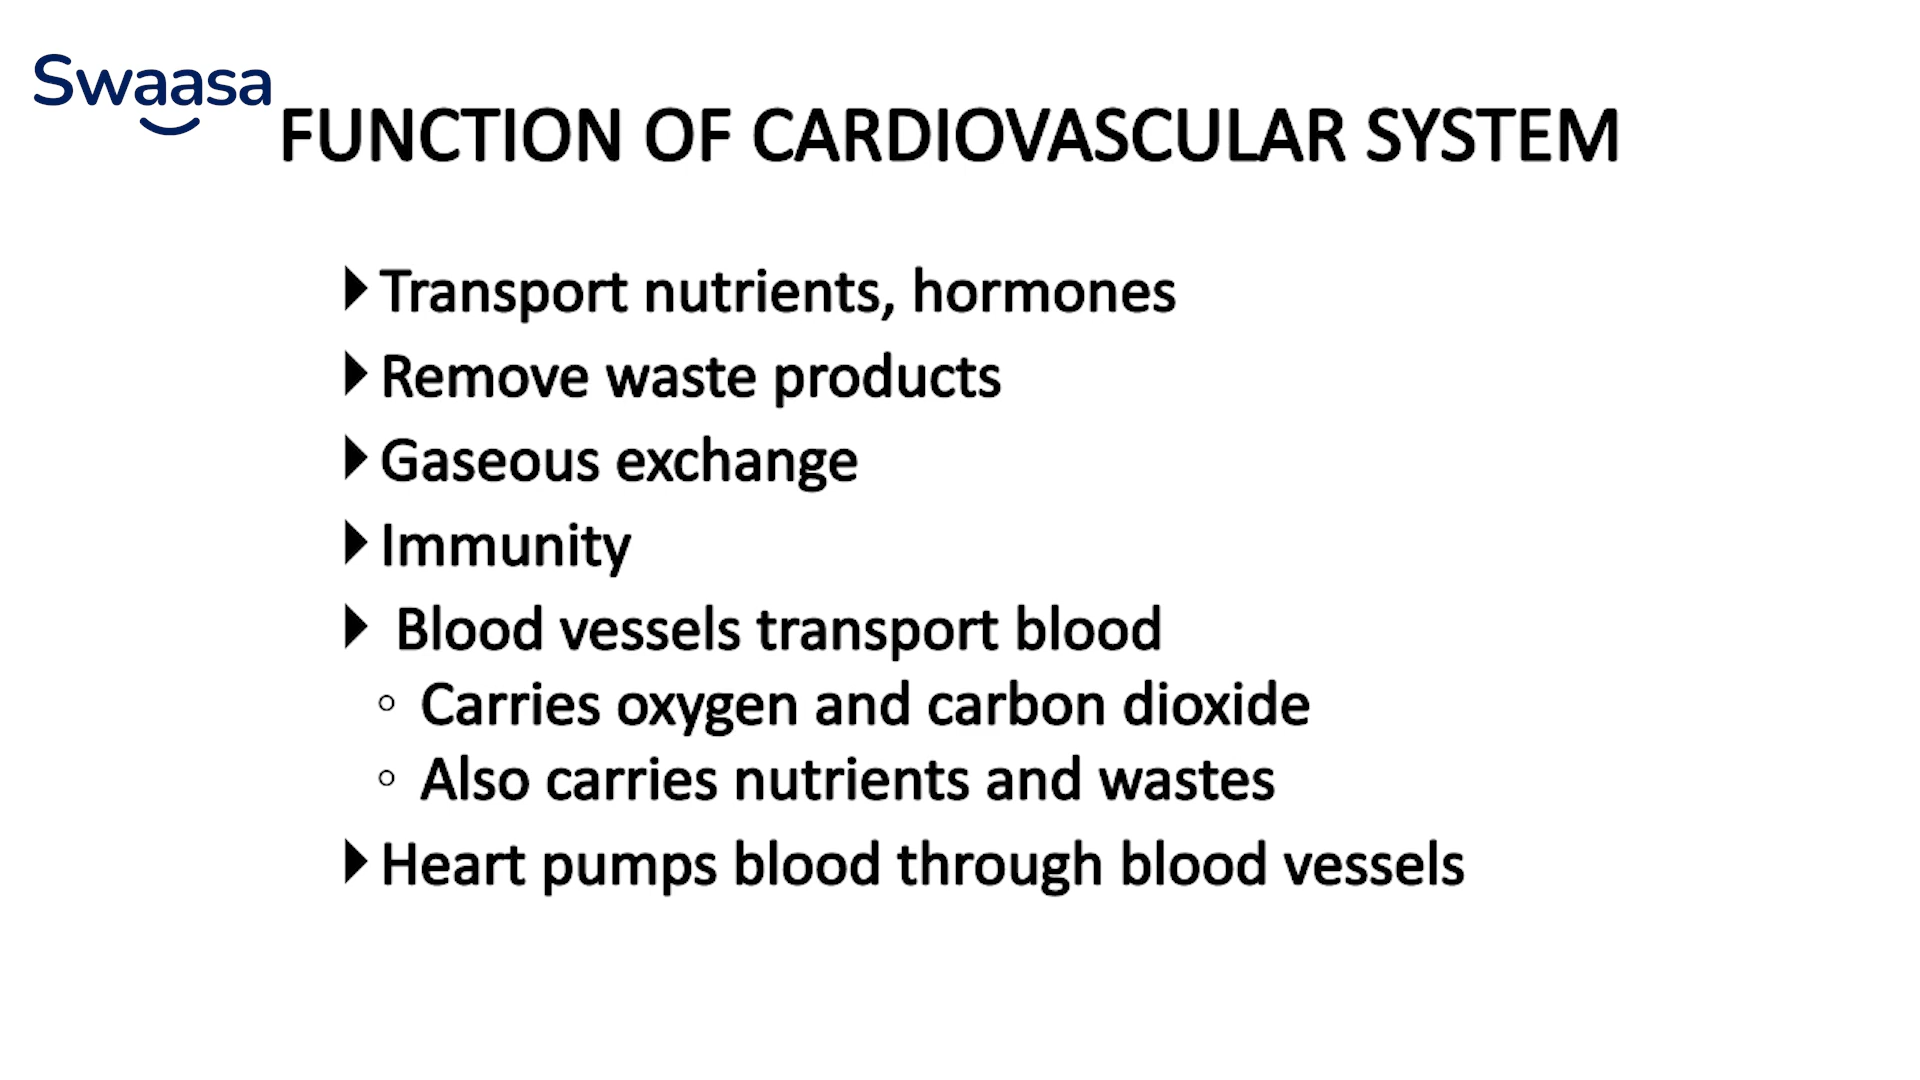 Swaasa
FUNCTION OF CARDIOVASCULAR SYSTEM
Transport nutrients, hormones
Remove waste products
Gaseous exchange
Immunity
Blood vessels transport blood
Carries oxygen and carbon dioxide
Also carries nutrients and wastes
Heart pumps blood through blood vessels